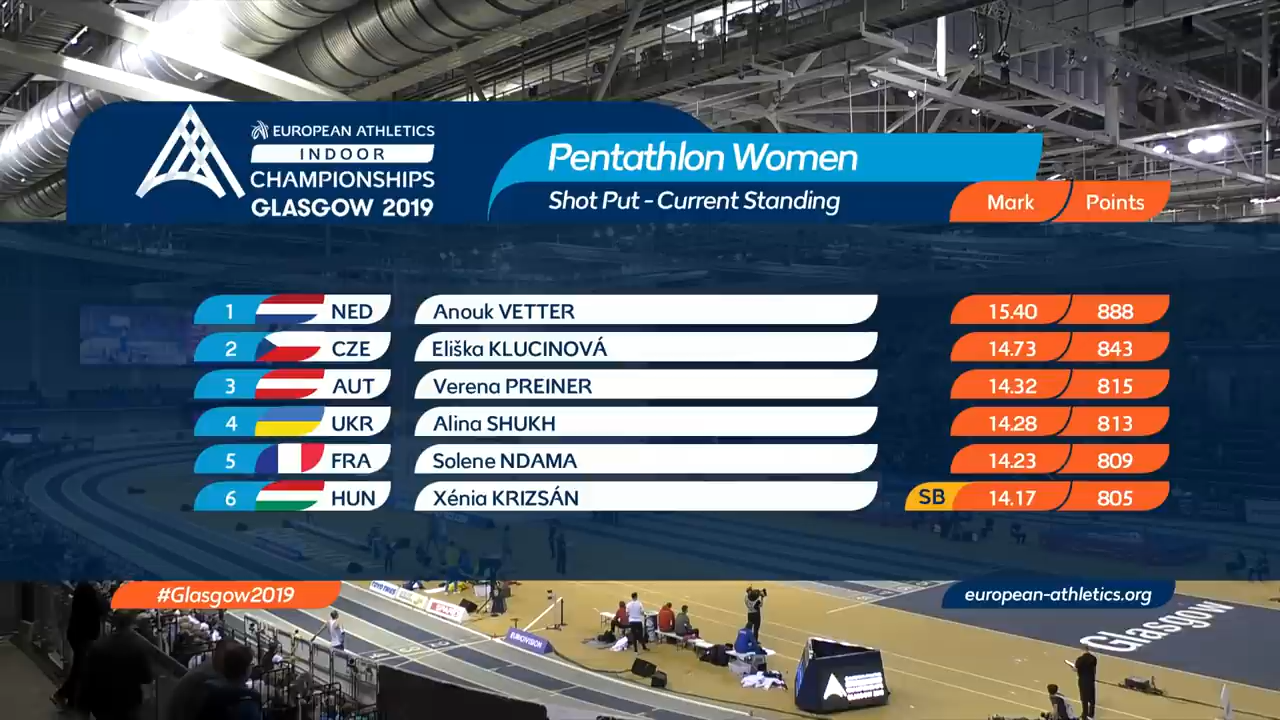 EUROPEAN ATHLETICS
INDOOR
CHAMPIONSHIPS
GLASGOW 2019
Pentathlon Women
Shot Put - Current Standing
Mark Points
1 NED Anouk VETTER 15.40 888
2 CZE Eliška KLUCINOVÁ 14.73 843
3 AUT Verena PREINER 14.32 815
4 UKR Alina SHUKH 14.28 813
5 FRA Solene NDAMA 14.23 809
6 HUN Xénia KRIZSÁN SB 14.17 805
#Glasgow2019
european-athletics.org
Glasgow
EUROVISION